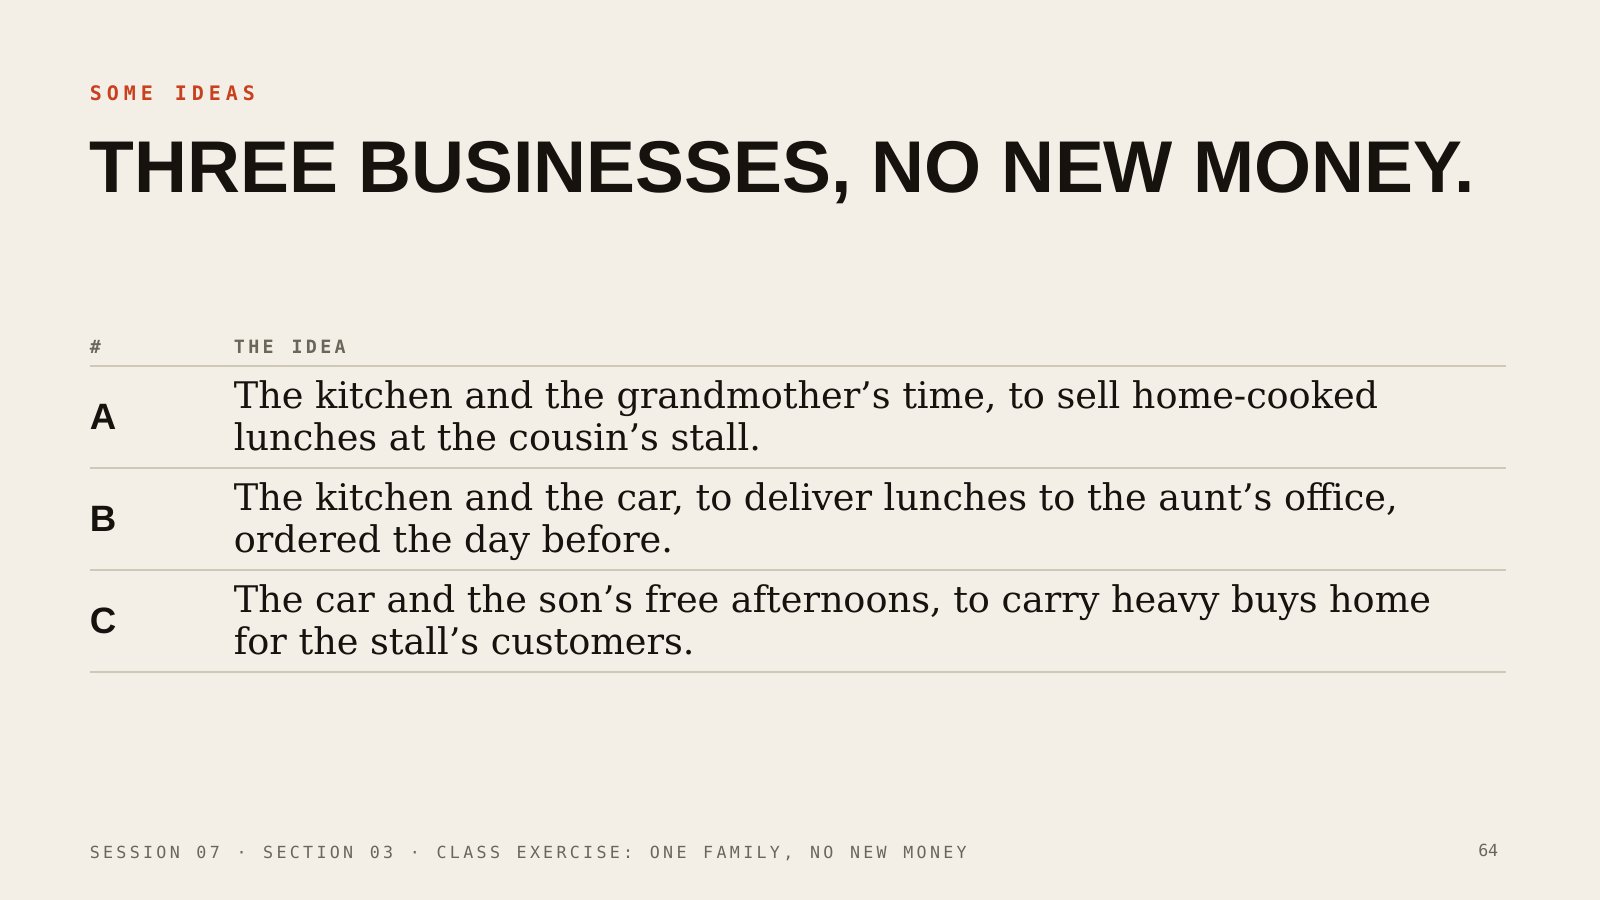 SOME IDEAS
THREE BUSINESSES, NO NEW MONEY.
# THE IDEA
A The kitchen and the grandmother’s time, to sell home-cooked
lunches at the cousin’s stall.
B The kitchen and the car, to deliver lunches to the aunt’s office,
ordered the day before.
C The car and the son’s free afternoons, to carry heavy buys home
for the stall’s customers.
SESSION 07 · SECTION 03 · CLASS EXERCISE: ONE FAMILY, NO NEW MONEY 64